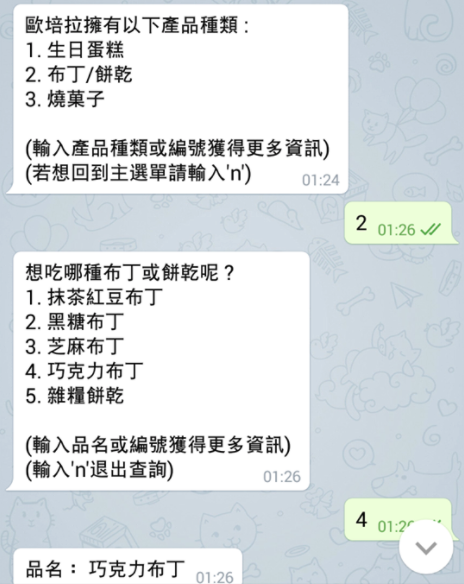 歐培拉擁有以下產品種類 :
1. 生日蛋糕
2. 布丁/餅乾
3. 燒菓子
(輸入產品種類或編號獲得更多資訊)
(若想回到主選單請輸入'n')
01:24
2 01:26
想吃哪種布丁或餅乾呢 ?
1. 抹茶紅豆布丁
2. 黑糖布丁
3. 芝麻布丁
4. 巧克力布丁
5. 雜糧餅乾
(輸入品名或編號獲得更多資訊)
(輸入'n'退出查詢)
01:26
4 01:26
品名： 巧克力布丁 01:26